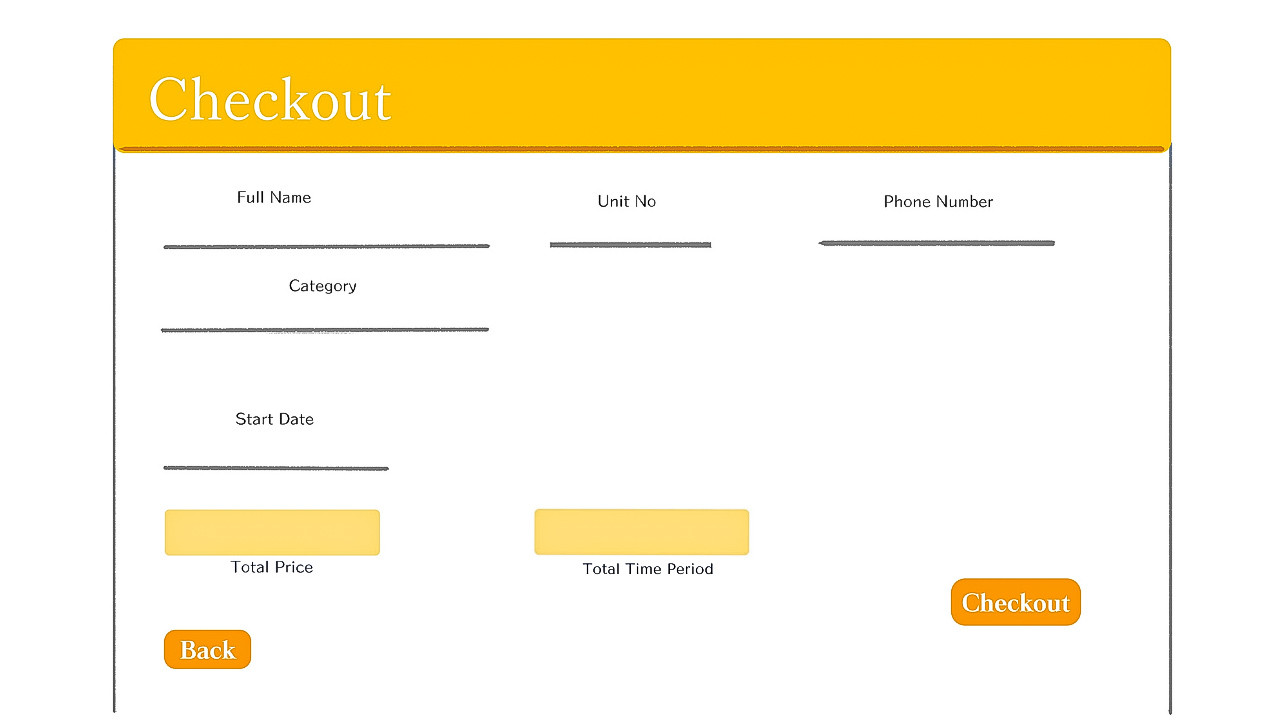 Checkout
Full Name
Unit No
Phone Number
Category
Start Date
Total Price
Total Time Period
Checkout
Back